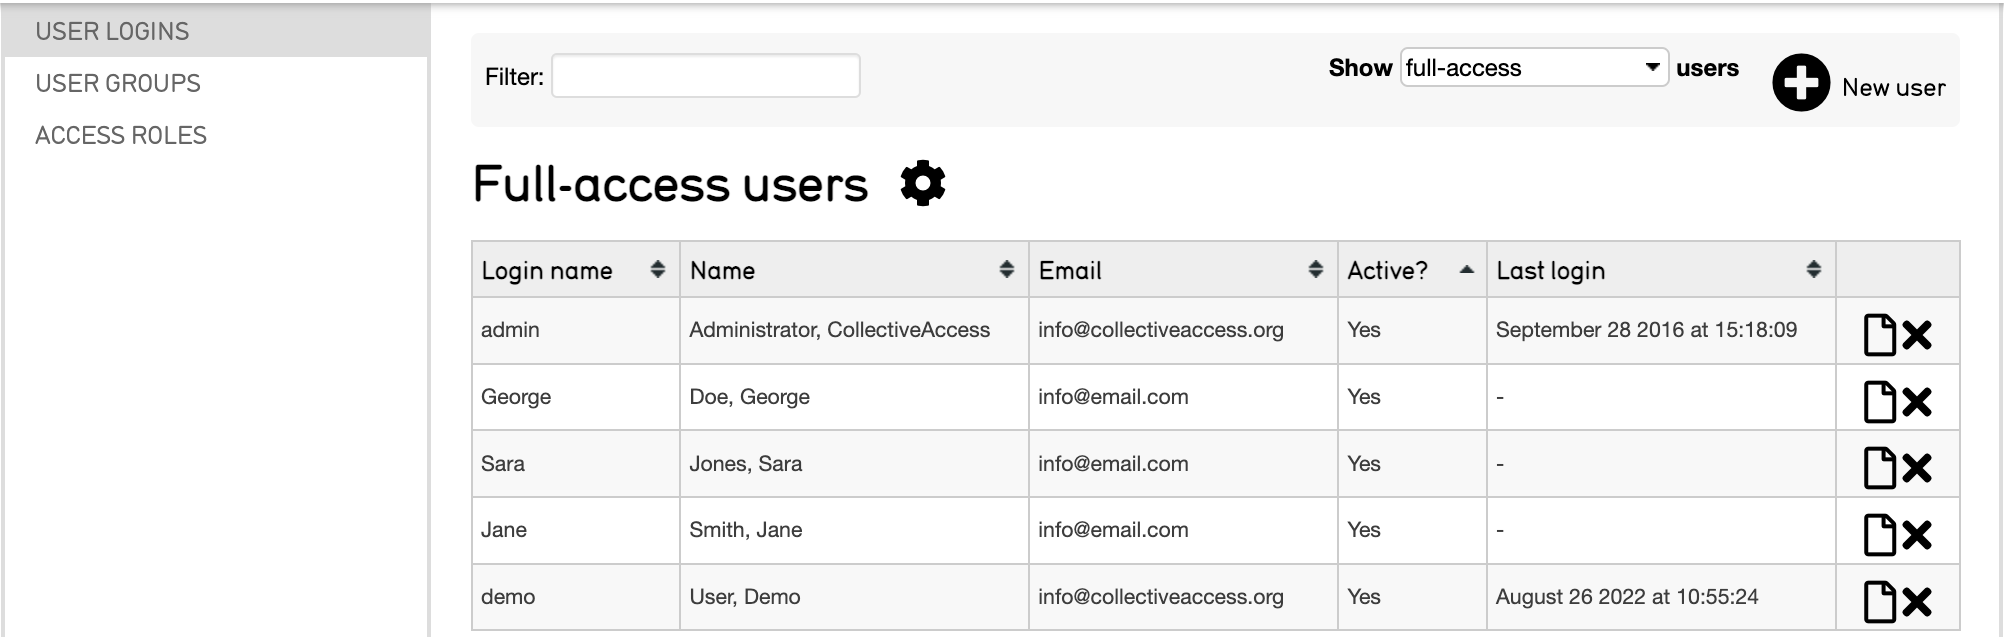 USER LOGINS
USER GROUPS
ACCESS ROLES
Filter:
Show full-access users
New user
Full-access users
Login name Name Email Active? Last login
admin Administrator, CollectiveAccess info@collectiveaccess.org Yes September 28 2016 at 15:18:09
George Doe, George info@email.com Yes -
Sara Jones, Sara info@email.com Yes -
Jane Smith, Jane info@email.com Yes -
demo User, Demo info@collectiveaccess.org Yes August 26 2022 at 10:55:24